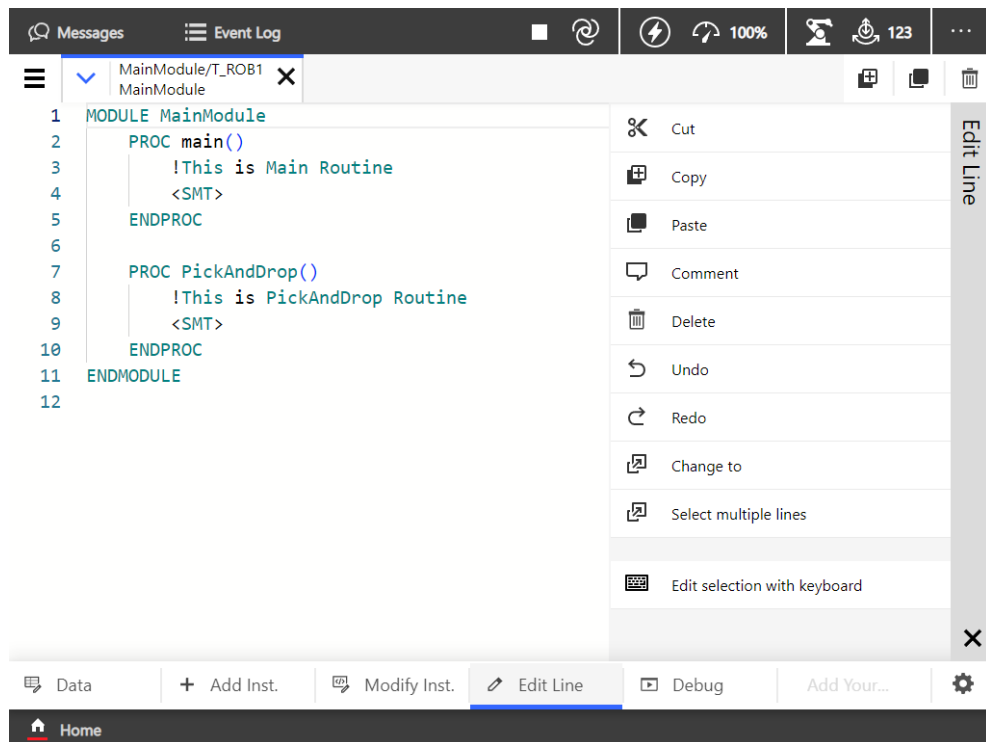 Messages
Event Log
100%
123
MainModule/T_ROB1
MainModule
1 MODULE MainModule
2 PROC main()
3 !This is Main Routine
4 <SMT>
5 ENDPROC
6
7 PROC PickAndDrop()
8 !This is PickAndDrop Routine
9 <SMT>
10 ENDPROC
11 ENDMODULE
12
Cut
Copy
Paste
Comment
Delete
Undo
Redo
Change to
Select multiple lines
Edit selection with keyboard
Edit Line
Data
Add Inst.
Modify Inst.
Edit Line
Debug
Add Your...
Home